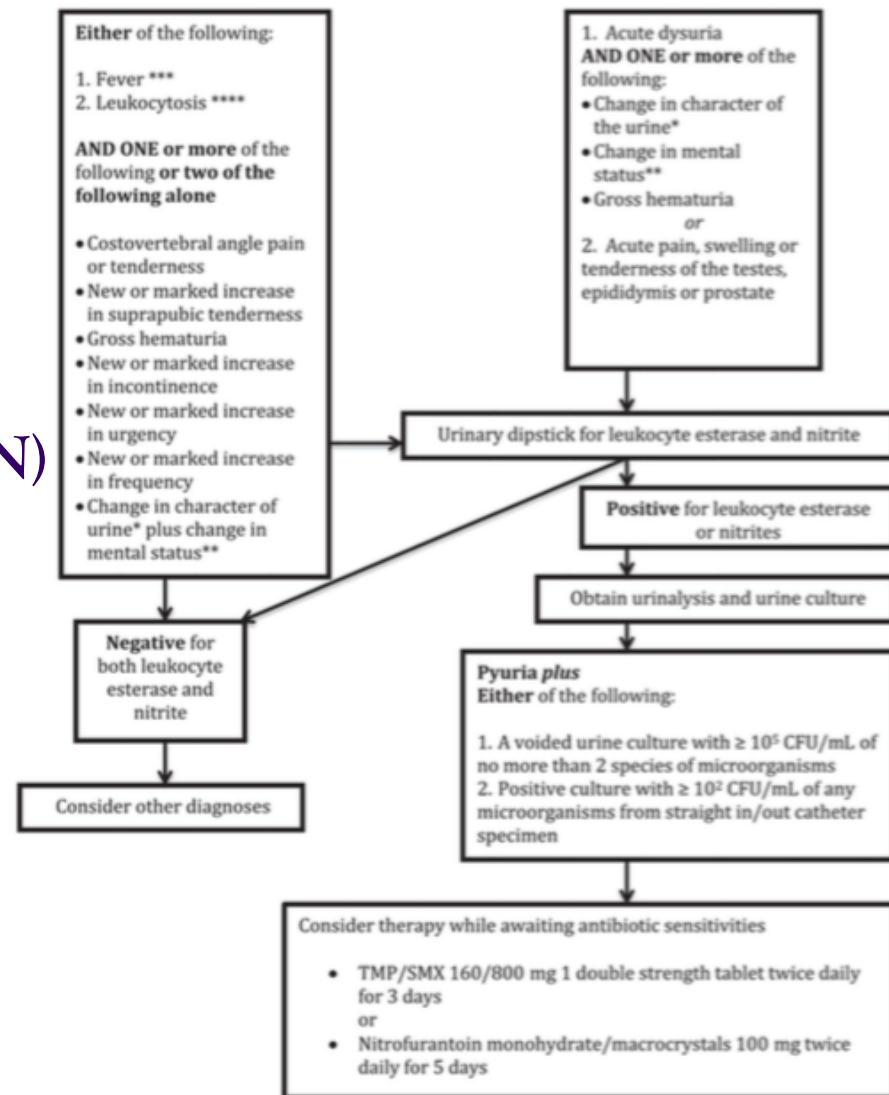 Either of the following:
1. Fever ***
2. Leukocytosis ****
AND ONE or more of the
following or two of the
following alone
• Costovertebral angle pain
or tenderness
• New or marked increase
in suprapubic tenderness
• Gross hematuria
• New or marked increase
in incontinence
• New or marked increase
in urgency
• New or marked increase
in frequency
• Change in character of
urine* plus change in
mental status**
N)
1. Acute dysuria
AND ONE or more of the
following:
• Change in character of
the urine*
• Change in mental
status**
• Gross hematuria
or
2. Acute pain, swelling or
tenderness of the testes,
epididymis or prostate
Urinary dipstick for leukocyte esterase and nitrite
Positive for leukocyte esterase
or nitrites
Obtain urinalysis and urine culture
Negative for
both leukocyte
esterase and
nitrite
Consider other diagnoses
Pyuria plus
Either of the following:
1. A voided urine culture with ≥ 10⁵ CFU/mL of
no more than 2 species of microorganisms
2. Positive culture with ≥ 10² CFU/mL of any
microorganisms from straight in/out catheter
specimen
Consider therapy while awaiting antibiotic sensitivities
• TMP/SMX 160/800 mg 1 double strength tablet twice daily
for 3 days
or
• Nitrofurantoin monohydrate/macrocrystals 100 mg twice
daily for 5 days